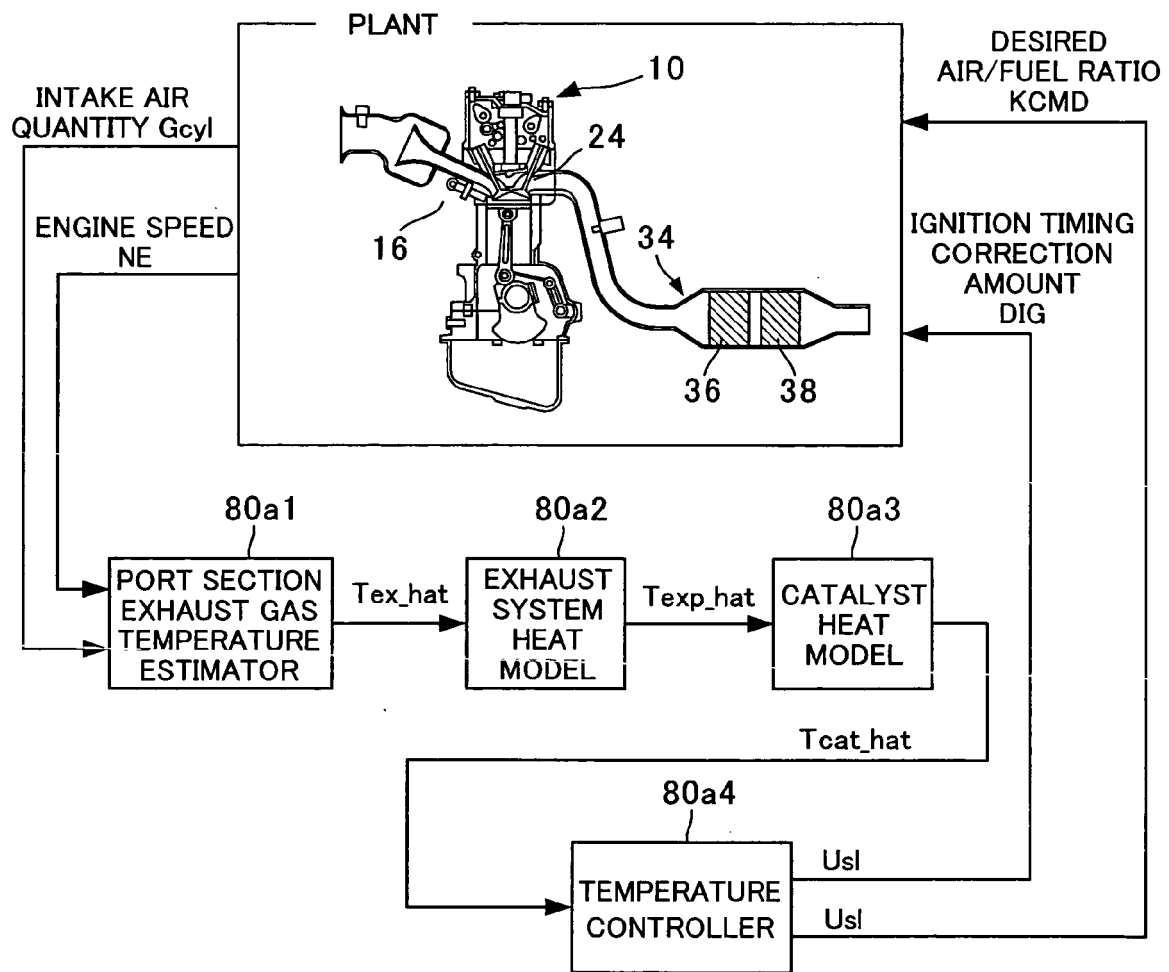 PLANT
DESIRED
AIR/FUEL RATIO
KCMD
INTAKE AIR
QUANTITY Gcyl
10
24
ENGINE SPEED
NE
16
34
IGNITION TIMING
CORRECTION
AMOUNT
DIG
36
38
80a1
80a2
80a3
PORT SECTION
EXHAUST GAS
TEMPERATURE
ESTIMATOR
Tex_hat
EXHAUST
SYSTEM
HEAT
MODEL
Texp_hat
CATALYST
HEAT
MODEL
Tcat_hat
80a4
TEMPERATURE
CONTROLLER
Usl
Usl